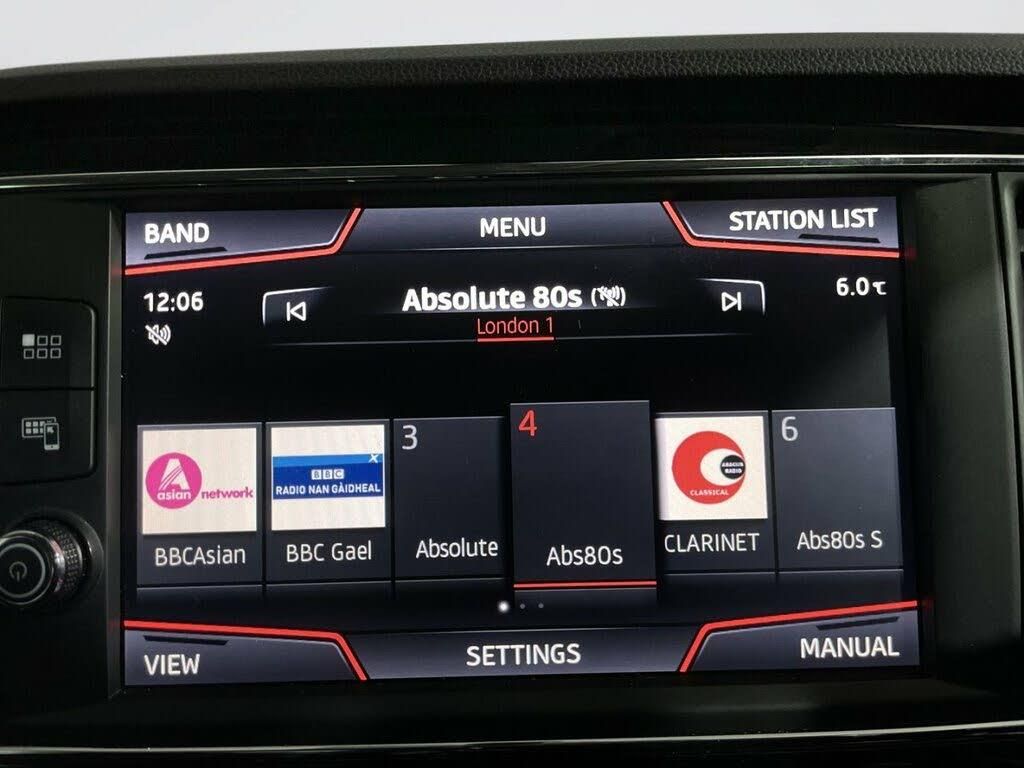 BAND
MENU
STATION LIST
12:06
Absolute 80s
6.0℃
London 1
3
4
6
A
asian network
BBC
RADIO NAN GÀIDHEAL
ABACUS
RADIO
CLASSICAL
BBCAsian
BBC Gael
Absolute
Abs80s
CLARINET
Abs80s S
VIEW
SETTINGS
MANUAL